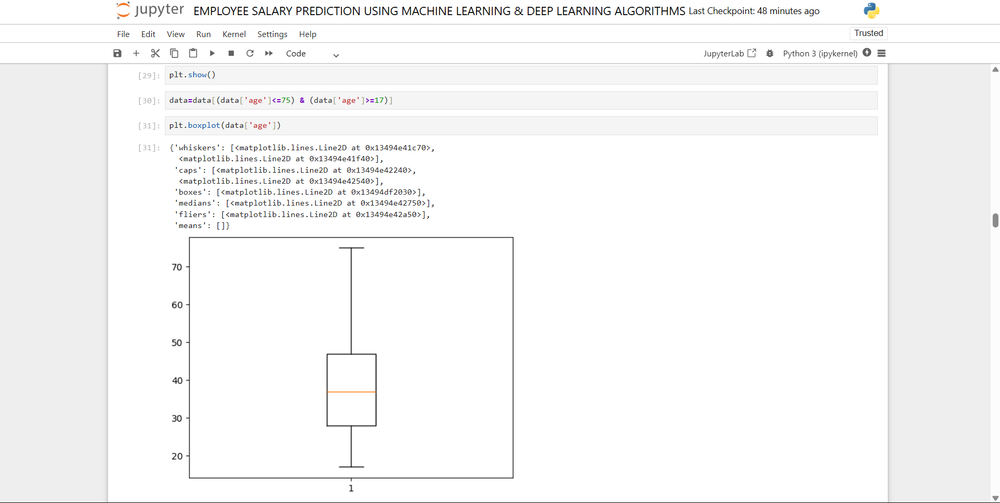 jupyter EMPLOYEE SALARY PREDICTION USING MACHINE LEARNING & DEEP LEARNING ALGORITHMS Last Checkpoint: 48 minutes ago
File Edit View Run Kernel Settings Help Trusted
Code JupyterLab Python 3 (ipykernel)
[29]: plt.show()
[30]: data=data[(data['age']<=75) & (data['age']>=17)]
[31]: plt.boxplot(data['age'])
[31]: {'whiskers': [<matplotlib.lines.Line2D at 0x13494e41c70>,
<matplotlib.lines.Line2D at 0x13494e41f40>],
'caps': [<matplotlib.lines.Line2D at 0x13494e42240>,
<matplotlib.lines.Line2D at 0x13494e42540>],
'boxes': [<matplotlib.lines.Line2D at 0x13494df2030>],
'medians': [<matplotlib.lines.Line2D at 0x13494e42750>],
'fliers': [<matplotlib.lines.Line2D at 0x13494e42a50>],
'means': []}
70
60
50
40
30
20
1